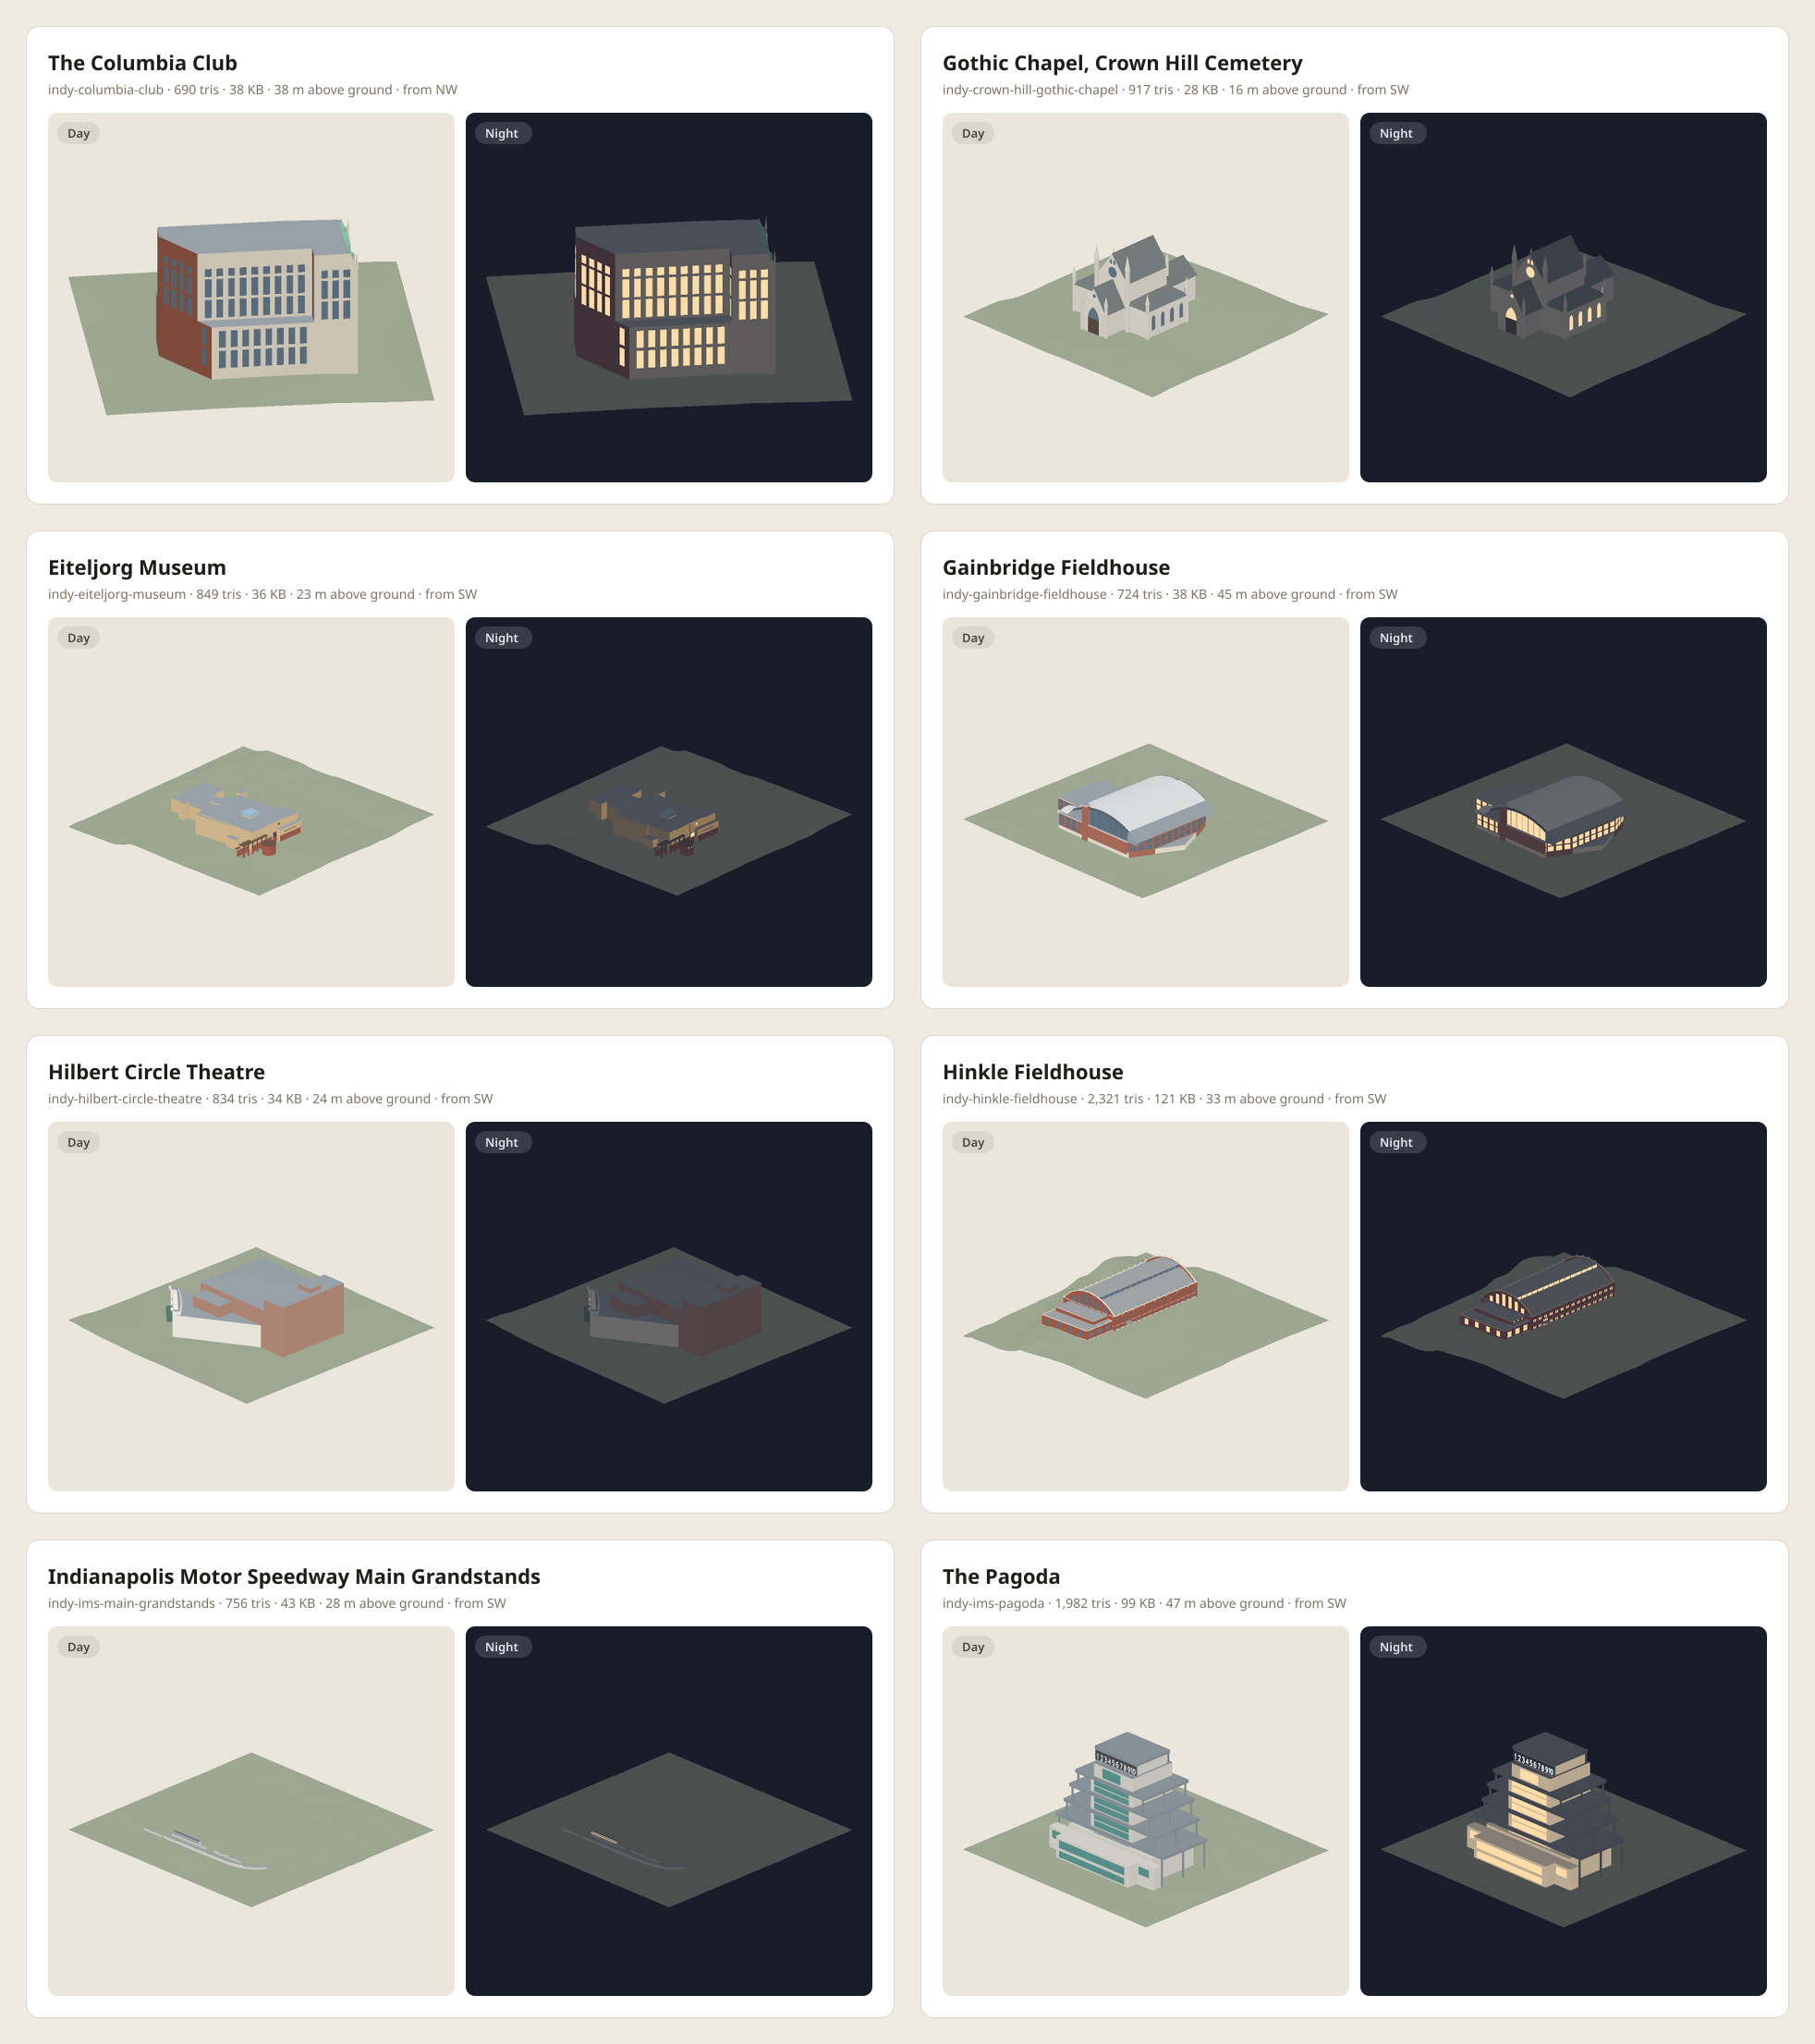 The Columbia Club
indy-columbia-club · 690 tris · 38 KB · 38 m above ground · from NW
Day
Night
Gothic Chapel, Crown Hill Cemetery
indy-crown-hill-gothic-chapel · 917 tris · 28 KB · 16 m above ground · from SW
Day
Night
Eiteljorg Museum
indy-eiteljorg-museum · 849 tris · 36 KB · 23 m above ground · from SW
Day
Night
Gainbridge Fieldhouse
indy-gainbridge-fieldhouse · 724 tris · 38 KB · 45 m above ground · from SW
Day
Night
Hilbert Circle Theatre
indy-hilbert-circle-theatre · 834 tris · 34 KB · 24 m above ground · from SW
Day
Night
Hinkle Fieldhouse
indy-hinkle-fieldhouse · 2,321 tris · 121 KB · 33 m above ground · from SW
Day
Night
Indianapolis Motor Speedway Main Grandstands
indy-ims-main-grandstands · 756 tris · 43 KB · 28 m above ground · from SW
Day
Night
The Pagoda
indy-ims-pagoda · 1,982 tris · 99 KB · 47 m above ground · from SW
Day
12345678910
Night
12345678910